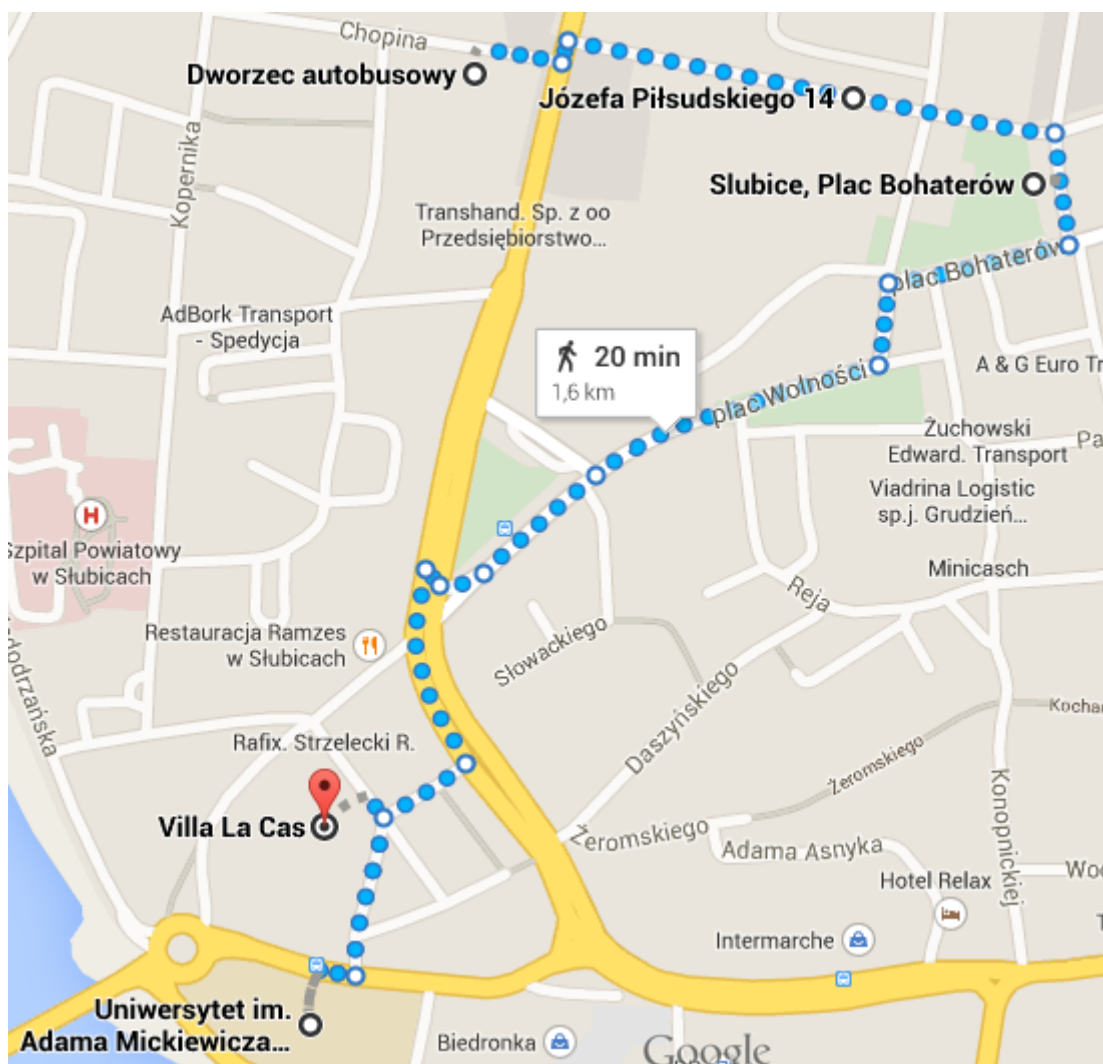 Chopina
Dworzec autobusowy
Józefa Piłsudskiego 14
Kopernika
Slubice, Plac Bohaterów
Transhand. Sp. z oo
Przedsiębiorstwo...
plac Bohaterów
AdBork Transport
- Spedycja
20 min
1,6 km
A & G Euro Tr
plac Wolności
Żuchowski
Edward. Transport
Pa
Viadrina Logistic
sp.j. Grudzień...
H
Szpital Powiatowy
w Słubicach
Minicasch
Reja
Restauracja Ramzes
w Słubicach
Słowackiego
Daszyńskiego
Kocha
Rafix. Strzelecki R.
Żeromskiego
Konopnickiej
Villa La Cas
Żeromskiego
Adama Asnyka
Hotel Relax
Intermarche
Uniwersytet im.
Adama Mickiewicza...
Biedronka
Google